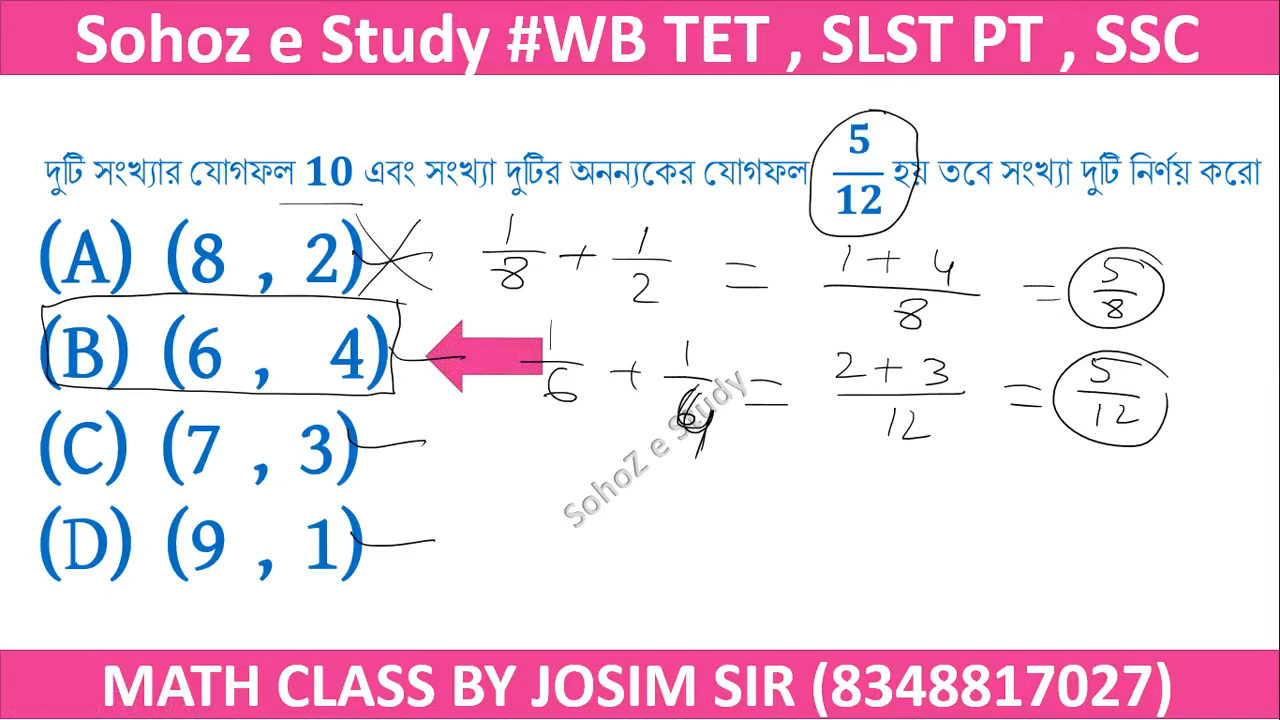 Sohoz e Study #WB TET , SLST PT , SSC
দুটি সংখ্যার যোগফল 10 এবং সংখ্যা দুটির অনন্যকের যোগফল 5/12 হয় তবে সংখ্যা দুটি নির্ণয় করো
(A) (8 , 2) 1/8 + 1/2 = 1+4/8 = 5/8
(B) (6 , 4) 1/6 + 1/4 = 2+3/12 = 5/12
(C) (7 , 3)
(D) (9 , 1)
SohoZ e Study
MATH CLASS BY JOSIM SIR (8348817027)